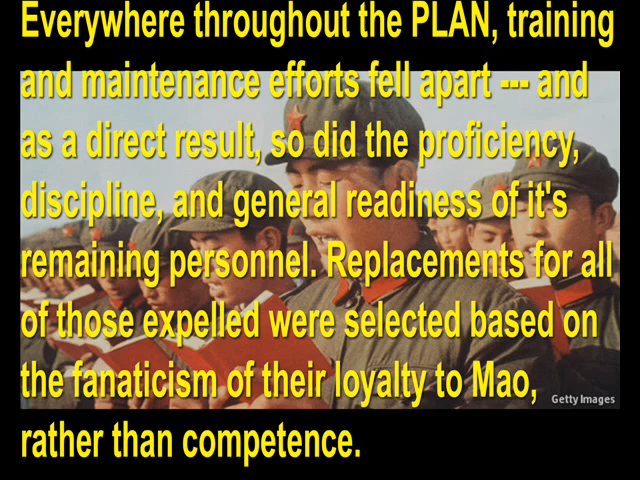 Everywhere throughout the PLAN, training
and maintenance efforts fell apart --- and
as a direct result, so did the proficiency,
discipline, and general readiness of it's
remaining personnel. Replacements for all
of those expelled were selected based on
the fanaticism of their loyalty to Mao,
Getty Images
rather than competence.